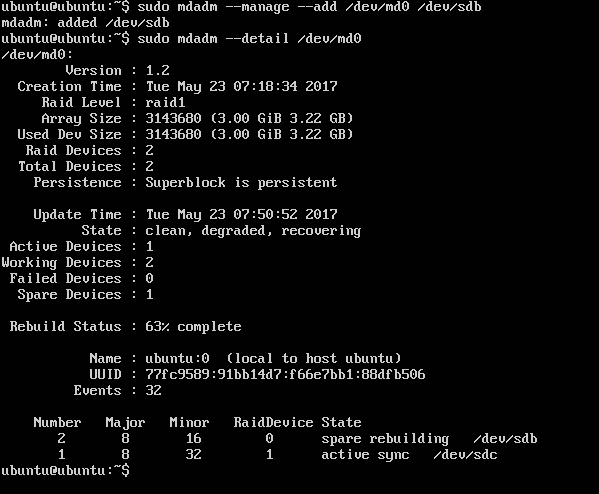 ubuntu@ubuntu:~$ sudo mdadm --manage --add /dev/md0 /dev/sdb
mdadm: added /dev/sdb
ubuntu@ubuntu:~$ sudo mdadm --detail /dev/md0
/dev/md0:
        Version : 1.2
  Creation Time : Tue May 23 07:18:34 2017
     Raid Level : raid1
     Array Size : 3143680 (3.00 GiB 3.22 GB)
  Used Dev Size : 3143680 (3.00 GiB 3.22 GB)
   Raid Devices : 2
  Total Devices : 2
    Persistence : Superblock is persistent

    Update Time : Tue May 23 07:50:52 2017
          State : clean, degraded, recovering
 Active Devices : 1
Working Devices : 2
 Failed Devices : 0
  Spare Devices : 1

 Rebuild Status : 63% complete

           Name : ubuntu:0  (local to host ubuntu)
           UUID : 77fc9589:91bb14d7:f66e7bb1:88dfb506
         Events : 32

    Number   Major   Minor   RaidDevice State
       2       8       16        0      spare rebuilding   /dev/sdb
       1       8       32        1      active sync   /dev/sdc
ubuntu@ubuntu:~$